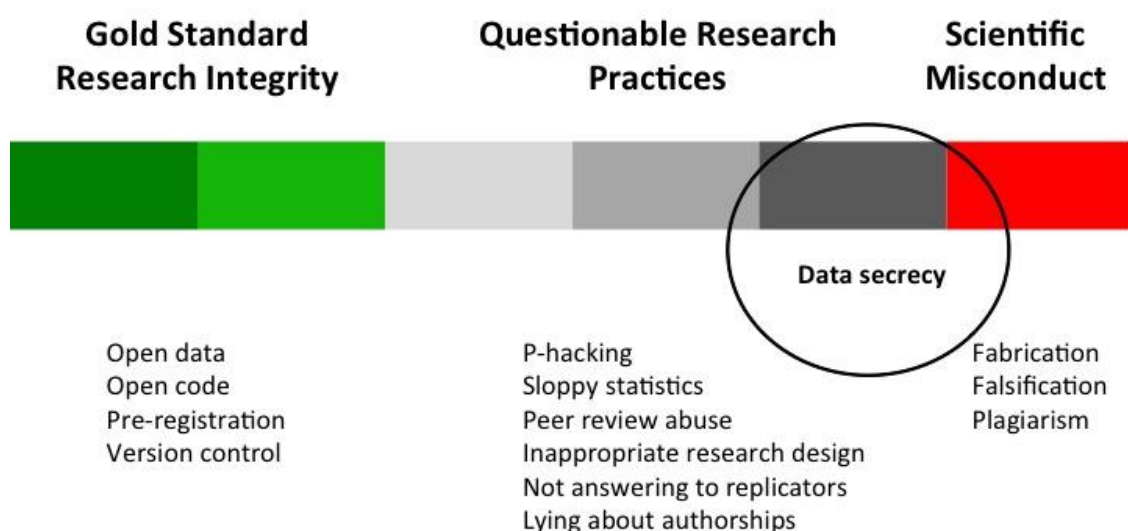 Gold Standard
Research Integrity
Questionable Research
Practices
Scientific
Misconduct
Data secrecy
Open data
Open code
Pre-registration
Version control
P-hacking
Sloppy statistics
Peer review abuse
Inappropriate research design
Not answering to replicators
Lying about authorships
Fabrication
Falsification
Plagiarism